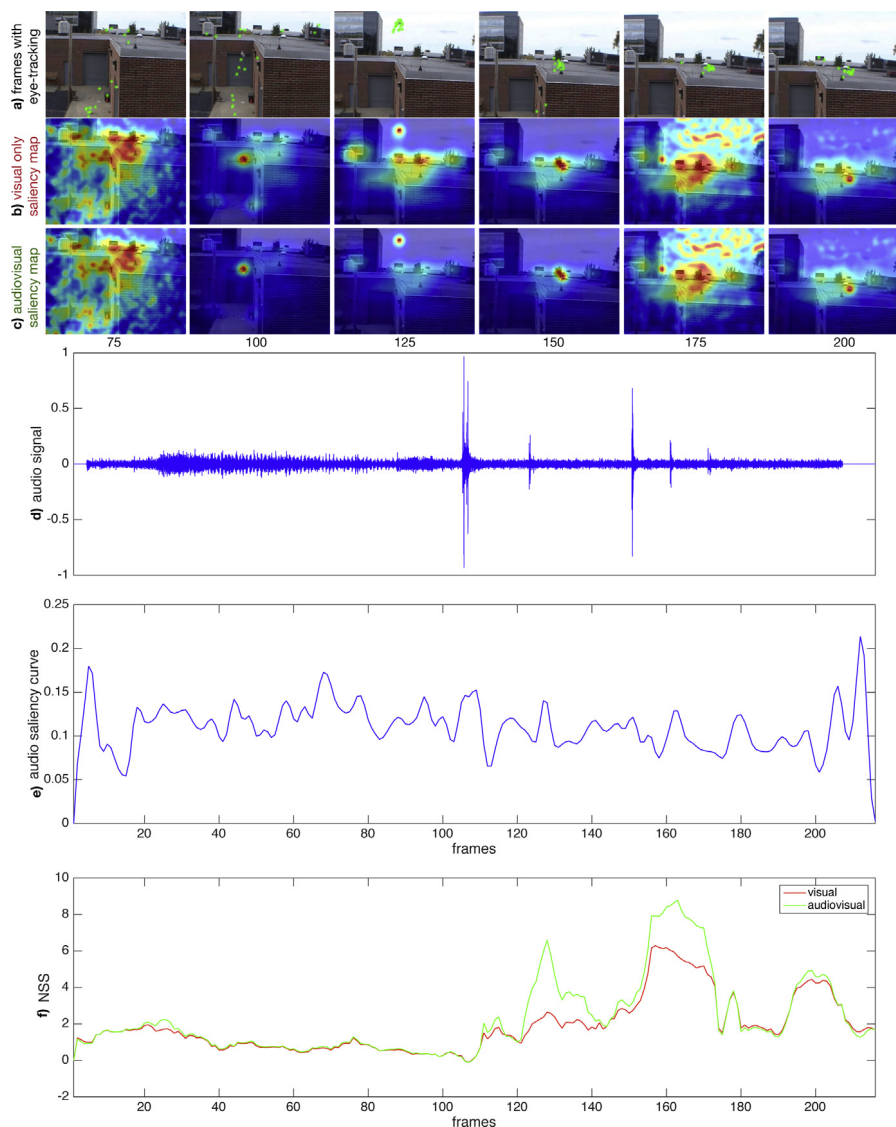 a) frames with
eye-tracking
b) visual only
saliency map
c) audiovisual
saliency map
75 100 125 150 175 200
d) audio signal
1
0.5
0
-0.5
-1
e) audio saliency curve
0.25
0.2
0.15
0.1
0.05
0
20 40 60 80 100 120 140 160 180 200
frames
f) NSS
10
8
6
4
2
0
-2
visual
audiovisual
20 40 60 80 100 120 140 160 180 200
frames